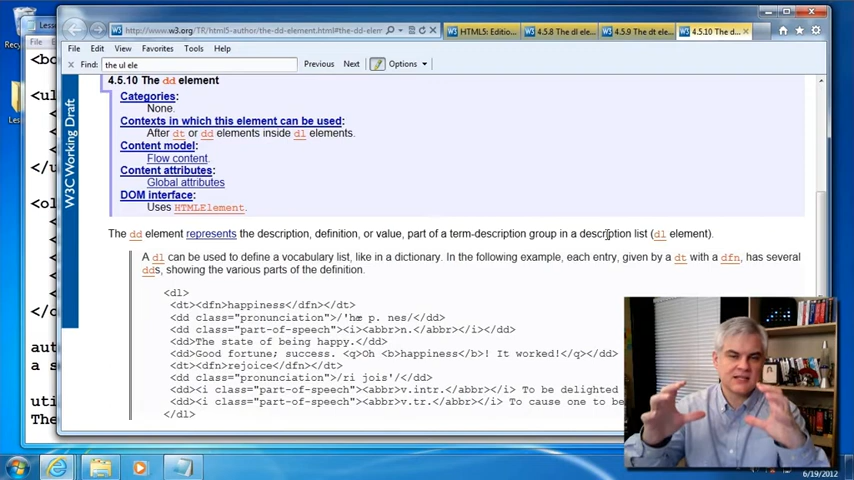 Lesso
http://www.w3.org/TR/html5-author/the-dd-element.html#the-dd-elemer
HTML5: Editio...
4.5.8 The dl ele...
4.5.9 The dt ele...
4.5.10 The d...
Recy
File
File Edit View Favorites Tools Help
Find: the ul ele
Previous Next Options
<bo
<ul
</u
<ol
</o
aut
a s
uti
The
Les
W3C Working Draft
4.5.10 The dd element
Categories:
None.
Contexts in which this element can be used:
After dt or dd elements inside dl elements.
Content model:
Flow content.
Content attributes:
Global attributes
DOM interface:
Uses HTMLElement.
The dd element represents the description, definition, or value, part of a term-description group in a description list (dl element).
A dl can be used to define a vocabulary list, like in a dictionary. In the following example, each entry, given by a dt with a dfn, has several
dds, showing the various parts of the definition.
<dl>
<dt><dfn>happiness</dfn></dt>
<dd class="pronunciation">/'hæ p. nes/</dd>
<dd class="part-of-speech"><i><abbr>n.</abbr></i></dd>
<dd>The state of being happy.</dd>
<dd>Good fortune; success. <q>Oh <b>happiness</b>! It worked!</q></dd>
<dt><dfn>rejoice</dfn></dt>
<dd class="pronunciation">/ri jois'/</dd>
<dd><i class="part-of-speech"><abbr>v.intr.</abbr></i> To be delighted
<dd><i class="part-of-speech"><abbr>v.tr.</abbr></i> To cause one to be
</dl>
6/19/2012